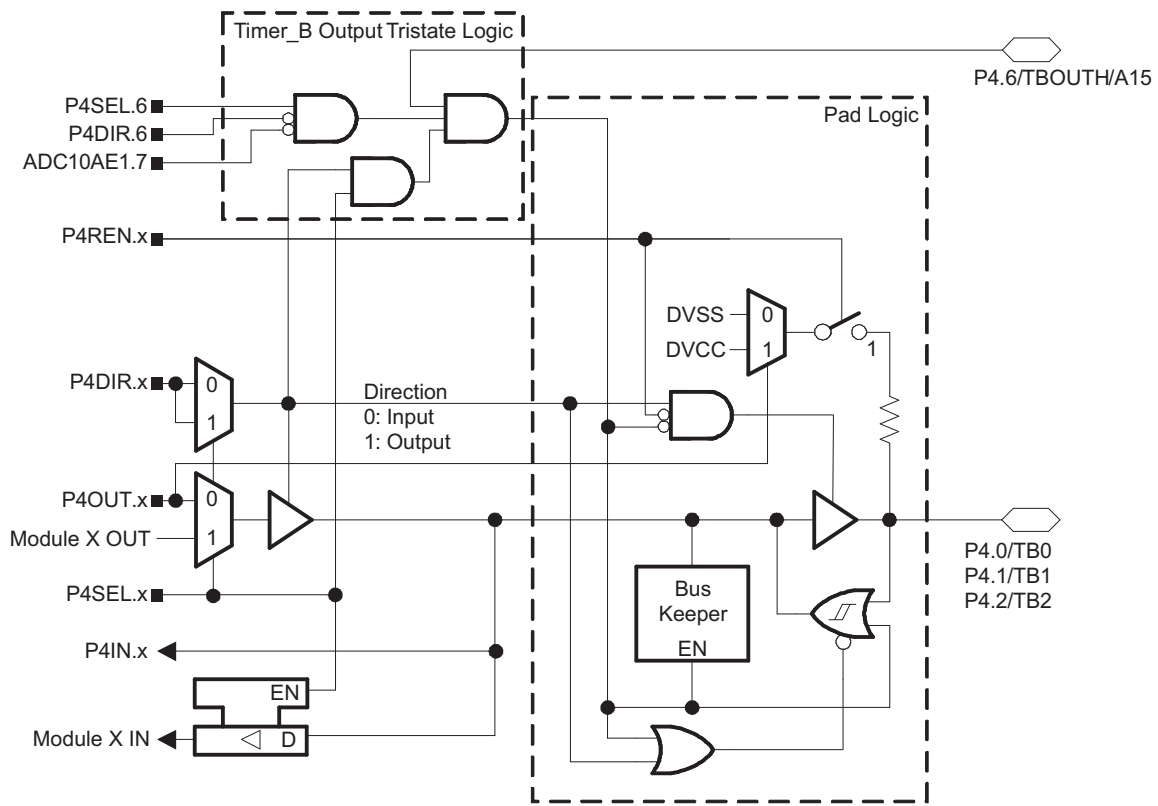 Timer_B Output Tristate Logic
P4.6/TBOUTH/A15
P4SEL.6
P4DIR.6
ADC10AE1.7
Pad Logic
P4REN.x
DVSS
0
DVCC
1
1
P4DIR.x
0
1
Direction
0: Input
1: Output
P4OUT.x
0
Module X OUT
1
P4.0/TB0
P4.1/TB1
P4.2/TB2
P4SEL.x
Bus
Keeper
EN
P4IN.x
EN
Module X IN
D